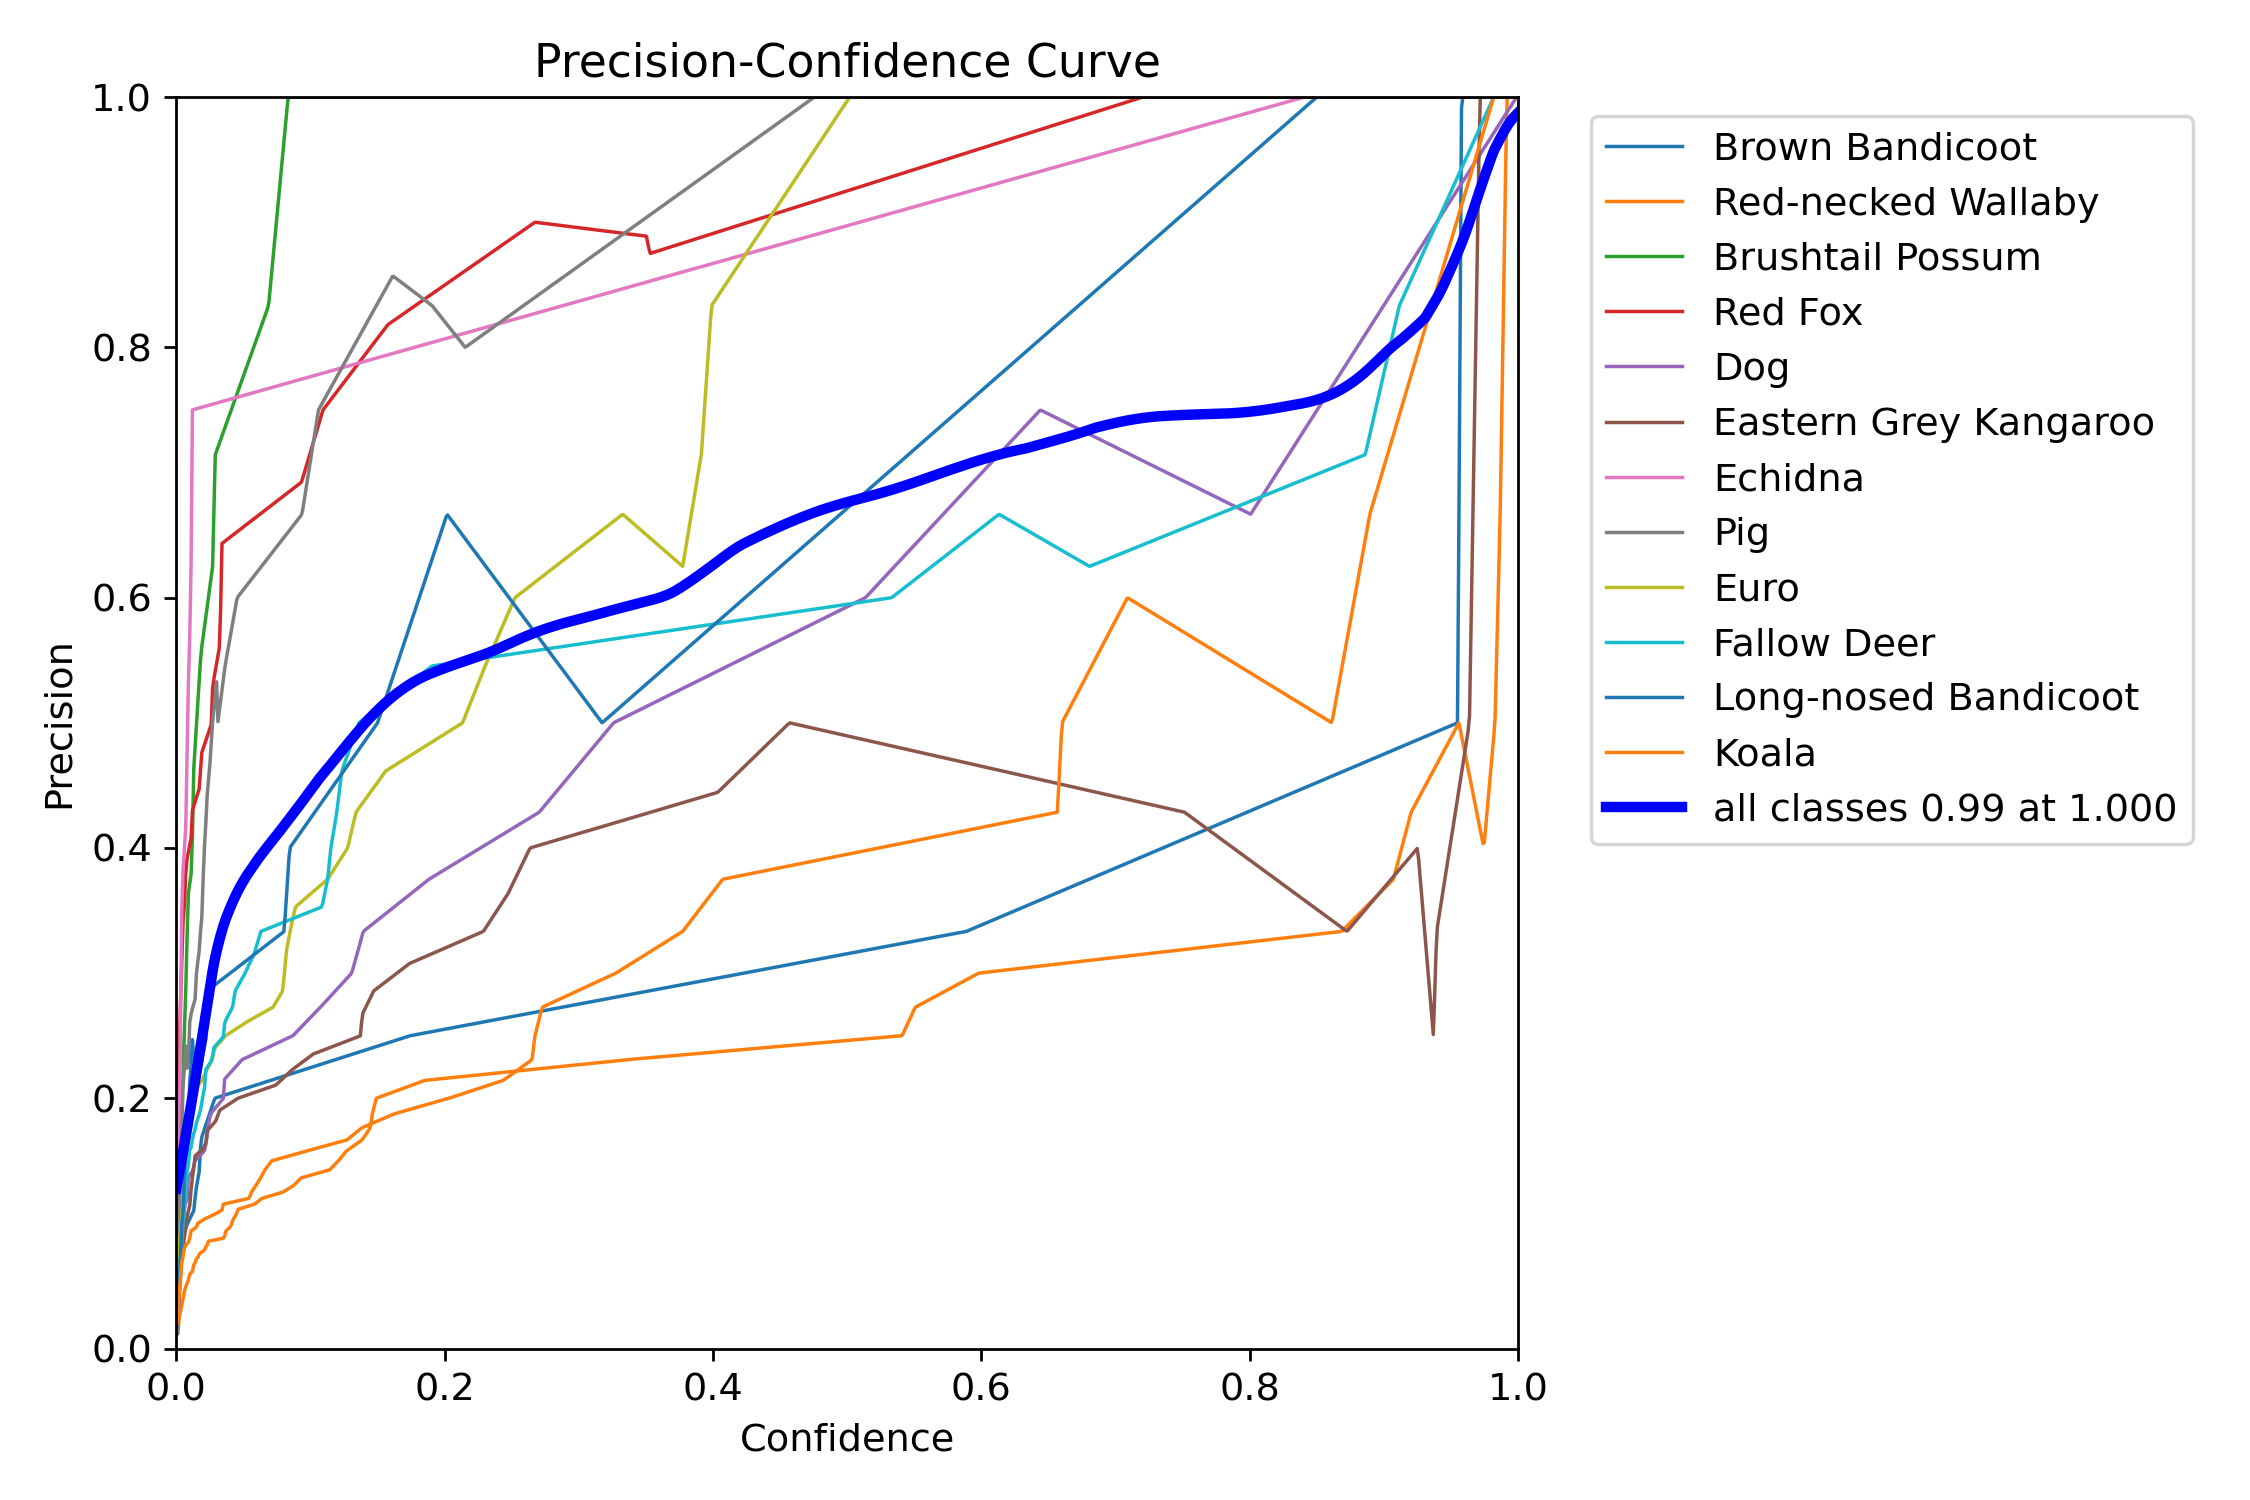 Precision-Confidence Curve
1.0
0.8
0.6
0.4
0.2
0.0
Precision
0.0 0.2 0.4 0.6 0.8 1.0
Confidence
Brown Bandicoot
Red-necked Wallaby
Brushtail Possum
Red Fox
Dog
Eastern Grey Kangaroo
Echidna
Pig
Euro
Fallow Deer
Long-nosed Bandicoot
Koala
all classes 0.99 at 1.000